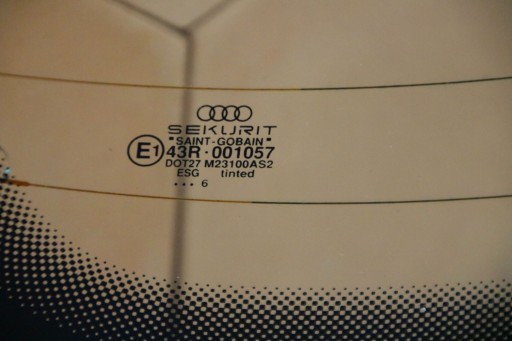 SEKURIT
"SAINT-GOBAIN"
E1 43R·001057
DOT27 M23100AS2
ESG tinted
... 6